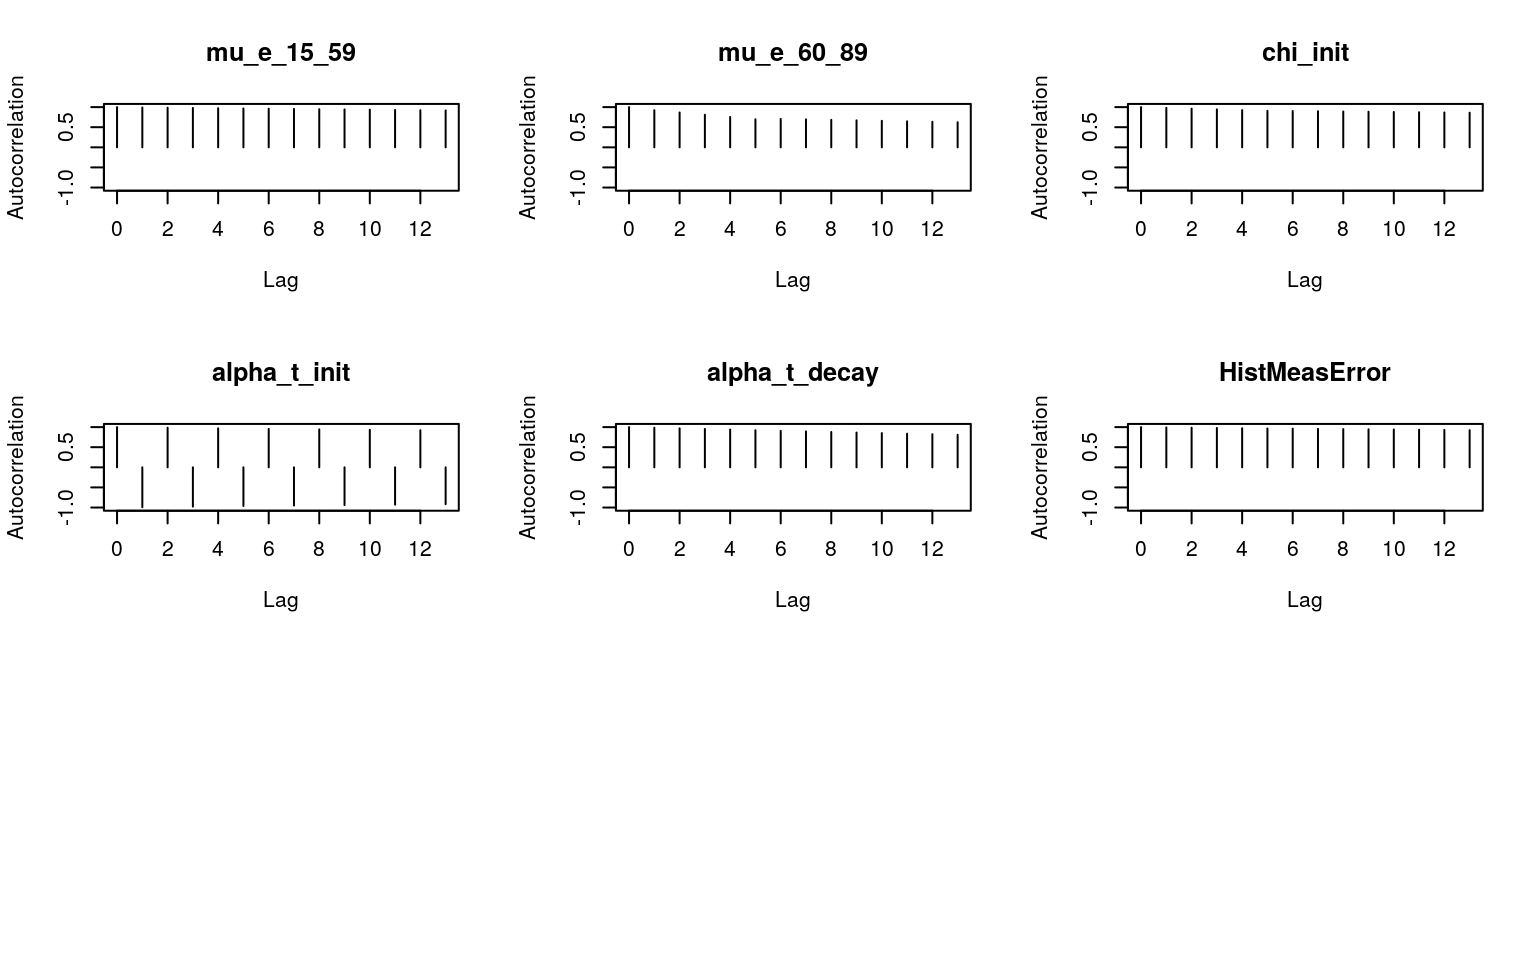 mu_e_15_59
Autocorrelation
0.5
-1.0
0 2 4 6 8 10 12
Lag
mu_e_60_89
Autocorrelation
0.5
-1.0
0 2 4 6 8 10 12
Lag
chi_init
Autocorrelation
0.5
-1.0
0 2 4 6 8 10 12
Lag
alpha_t_init
Autocorrelation
0.5
-1.0
0 2 4 6 8 10 12
Lag
alpha_t_decay
Autocorrelation
0.5
-1.0
0 2 4 6 8 10 12
Lag
HistMeasError
Autocorrelation
0.5
-1.0
0 2 4 6 8 10 12
Lag